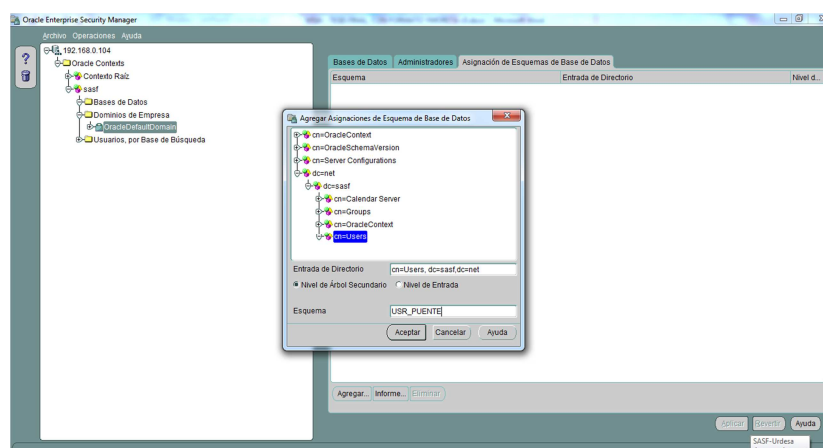 Oracle Enterprise Security Manager
Archivo Operaciones Ayuda
192.168.0.104
Oracle Contexts
Contexto Raíz
sasf
Bases de Datos
Dominios de Empresa
OracleDefaultDomain
Usuarios, por Base de Búsqueda
Bases de Datos Administradores Asignación de Esquemas de Base de Datos
Esquema Entrada de Directorio Nivel d...
Agregar Asignaciones de Esquema de Base de Datos
cn=OracleContext
cn=OracleSchemaVersion
cn=Server Configurations
dc=net
dc=sasf
cn=Calendar Server
cn=Groups
cn=OracleContext
cn=Users
Entrada de Directorio cn=Users, dc=sasf,dc=net
Nivel de Árbol Secundario Nivel de Entrada
Esquema USR_PUENTE
Aceptar Cancelar Ayuda
Agregar... Informe... Eliminar
Aplicar Revertir Ayuda
SASF-Urdesa